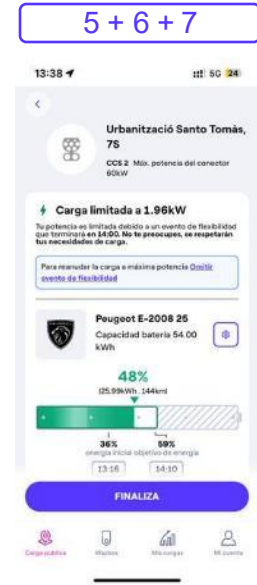 5 + 6 + 7
13:38
5G 24
Urbanització Santo Tomàs,
7S
CCS 2 Máx. potencia del conector
60kW
Carga limitada a 1.96kW
Tu potencia es limitada debido a un evento de flexibilidad
que terminará en 14:00. No te preocupes, se respetarán
tus necesidades de carga.
Para reanudar la carga a máxima potencia Omitir
evento de flexibilidad
Peugeot E-2008 25
Capacidad batería 54.00
kWh
48%
(25.99kWh . 144km)
36% 59%
energía inicial objetivo de energía
13:16 14:10
FINALIZA
Carga pública Wallbox Mis cargas Mi cuenta